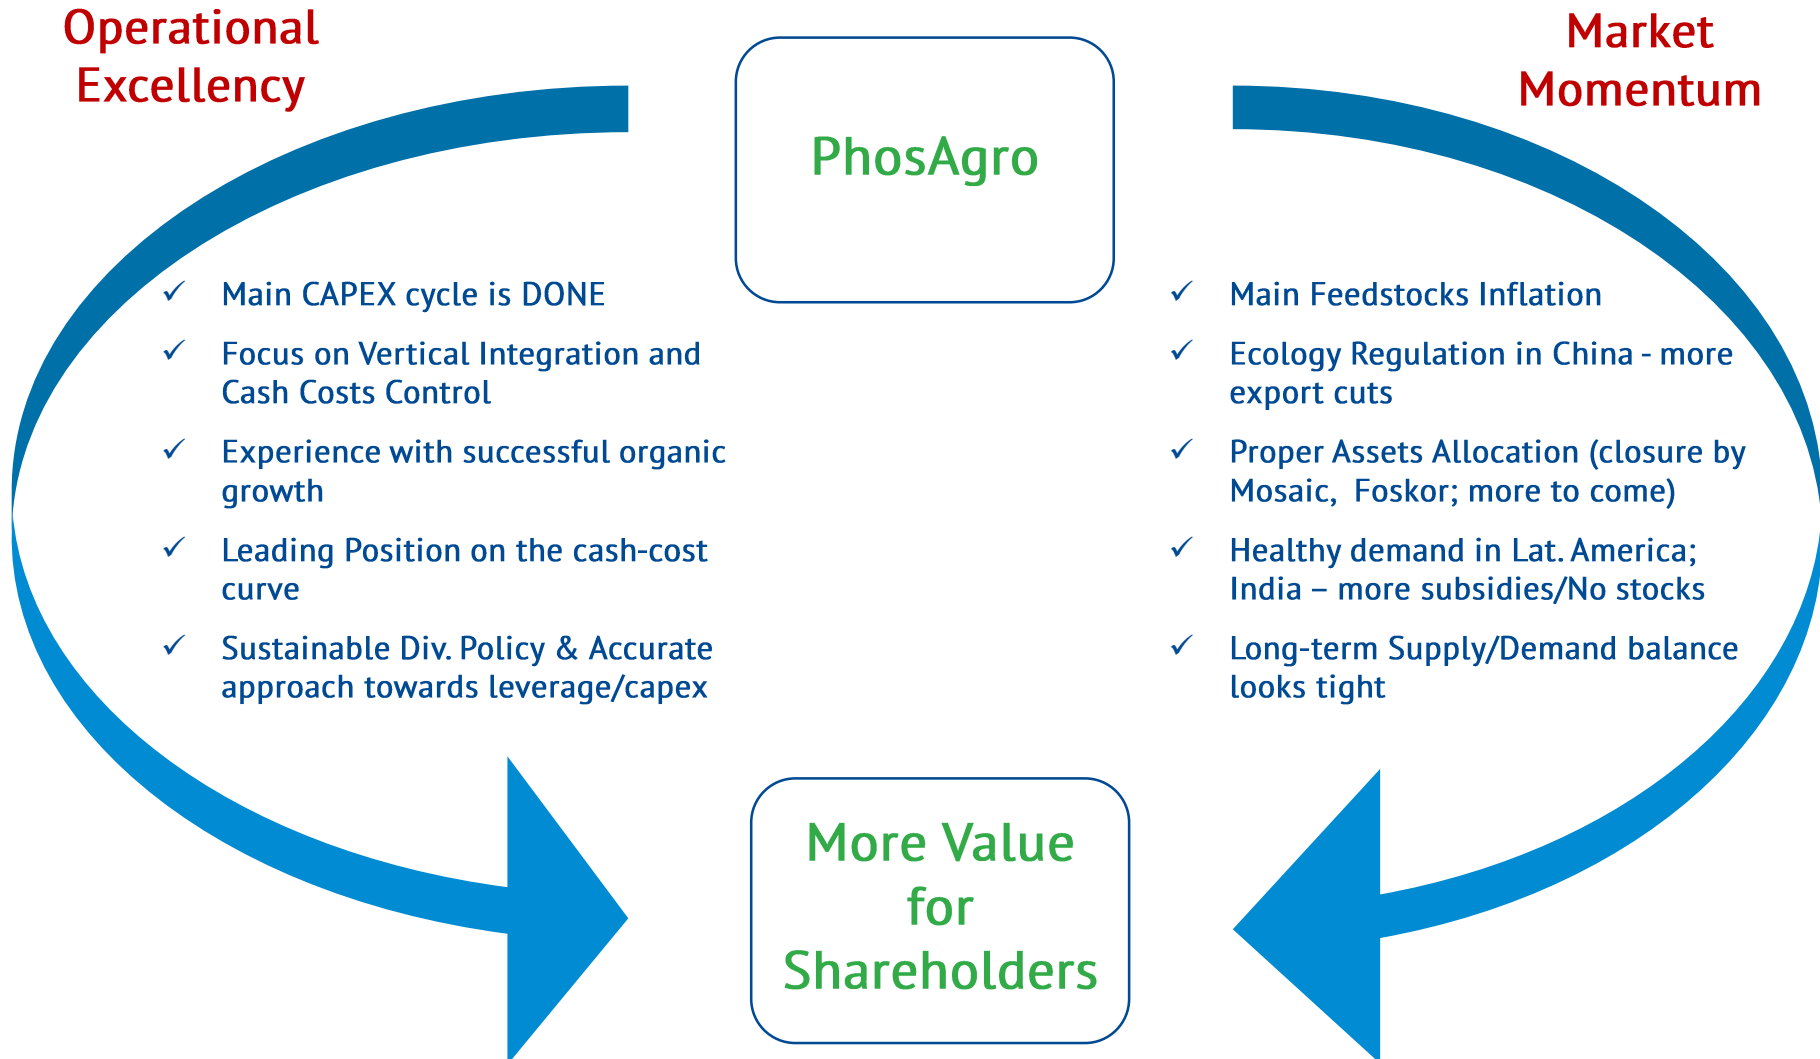 Operational
Excellency
PhosAgro
Market
Momentum
✓ Main CAPEX cycle is DONE
✓ Focus on Vertical Integration and
Cash Costs Control
✓ Experience with successful organic
growth
✓ Leading Position on the cash-cost
curve
✓ Sustainable Div. Policy & Accurate
approach towards leverage/capex
✓ Main Feedstocks Inflation
✓ Ecology Regulation in China - more
export cuts
✓ Proper Assets Allocation (closure by
Mosaic, Foskor; more to come)
✓ Healthy demand in Lat. America;
India – more subsidies/No stocks
✓ Long-term Supply/Demand balance
looks tight
More Value
for
Shareholders